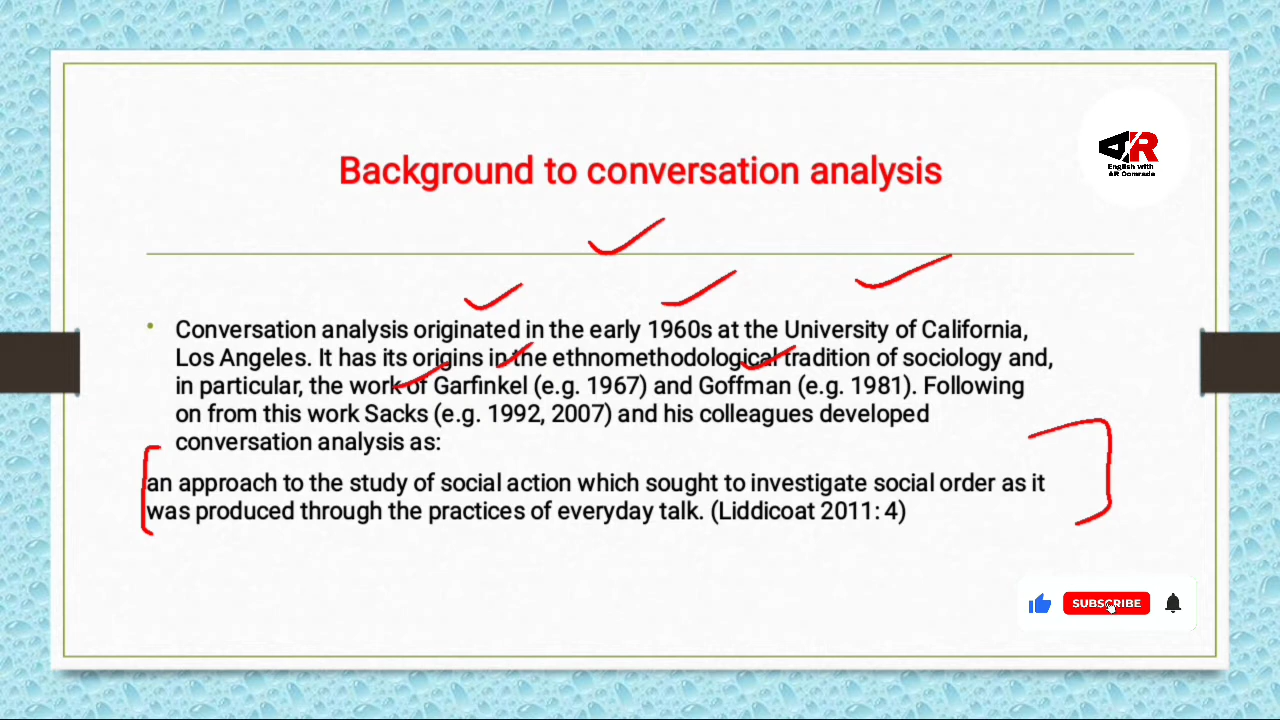 Background to conversation analysis
AR
English with
AR Comrade
Conversation analysis originated in the early 1960s at the University of California,
Los Angeles. It has its origins in the ethnomethodological tradition of sociology and,
in particular, the work of Garfinkel (e.g. 1967) and Goffman (e.g. 1981). Following
on from this work Sacks (e.g. 1992, 2007) and his colleagues developed
conversation analysis as:
an approach to the study of social action which sought to investigate social order as it
was produced through the practices of everyday talk. (Liddicoat 2011: 4)
SUBSCRIBE